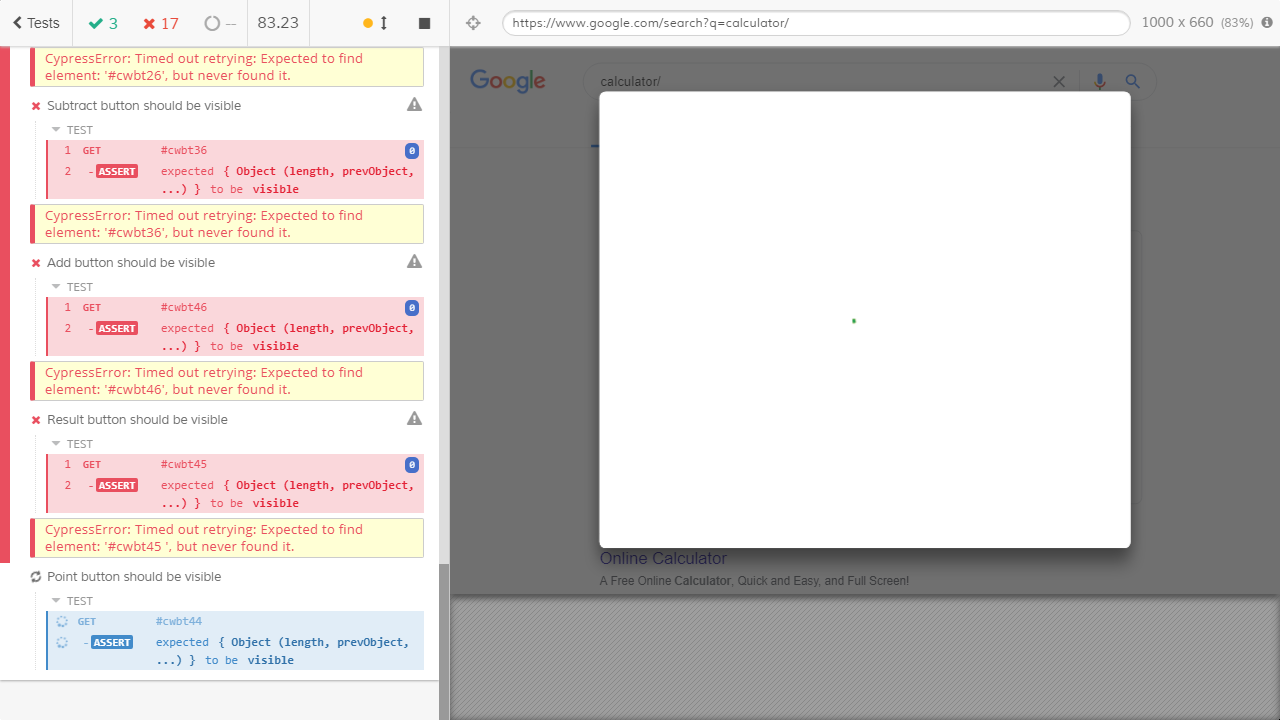 Tests
3
17
--
83.23
https://www.google.com/search?q=calculator/
1000 x 660 (83%)
CypressError: Timed out retrying: Expected to find
element: '#cwbt26', but never found it.
Subtract button should be visible
TEST
1 GET #cwbt36 0
2 -ASSERT expected { Object (length, prevObject,
...) } to be visible
CypressError: Timed out retrying: Expected to find
element: '#cwbt36', but never found it.
Add button should be visible
TEST
1 GET #cwbt46 0
2 -ASSERT expected { Object (length, prevObject,
...) } to be visible
CypressError: Timed out retrying: Expected to find
element: '#cwbt46', but never found it.
Result button should be visible
TEST
1 GET #cwbt45 0
2 -ASSERT expected { Object (length, prevObject,
...) } to be visible
CypressError: Timed out retrying: Expected to find
element: '#cwbt45 ', but never found it.
Point button should be visible
TEST
GET #cwbt44
-ASSERT expected { Object (length, prevObject,
...) } to be visible
Google
calculator/
Online Calculator
A Free Online Calculator, Quick and Easy, and Full Screen!